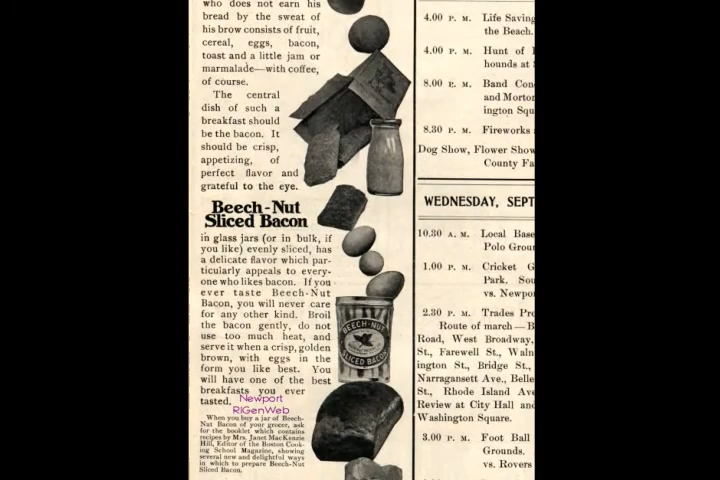 who does not earn his
bread by the sweat of
his brow consists of fruit,
cereal, eggs, bacon,
toast and a little jam or
marmalade—with coffee,
of course.
The central
dish of such a
breakfast should
be the bacon. It
should be crisp,
appetizing, of
perfect flavor and
grateful to the eye.
Beech-Nut
Sliced Bacon
in glass jars (or in bulk, if
you like) evenly sliced, has
a delicate flavor which par-
ticularly appeals to every-
one who likes bacon. If you
ever taste Beech-Nut
Bacon, you will never care
for any other kind. Broil
the bacon gently, do not
use too much heat, and
serve it when a crisp, golden
brown, with eggs in the
form you like best. You
will have one of the best
breakfasts you ever
tasted.
Newport
RIGenWeb
When you buy a jar of Beech-
Nut Bacon of your grocer, ask
for the booklet which contains
recipes by Mrs. Janet MacKenzie
Hill, Editor of the Boston Cook-
ing School Magazine, showing
several new and delightful ways
in which to prepare Beech-Nut
Sliced Bacon.
BEECH-NUT
SLICED BACON
4.00 P. M. Life Saving
the Beach.
4.00 P. M. Hunt of
hounds at
8.00 P. M. Band Con
and Morton
ington Squ
8.30 P. M. Fireworks
Dog Show, Flower Show
County Fa
WEDNESDAY, SEPT
10.30 A. M. Local Base
Polo Groun
1.00 P. M. Cricket G
Park. Sou
vs. Newpo
2.30 P. M. Trades Pro
Route of march—B
Road, West Broadway,
St., Farewell St., Waln
ington St., Bridge St.,
Narragansett Ave., Belle
St., Rhode Island Ave
Review at City Hall and
Washington Square.
3.00 P. M. Foot Ball
Grounds.
vs. Rovers